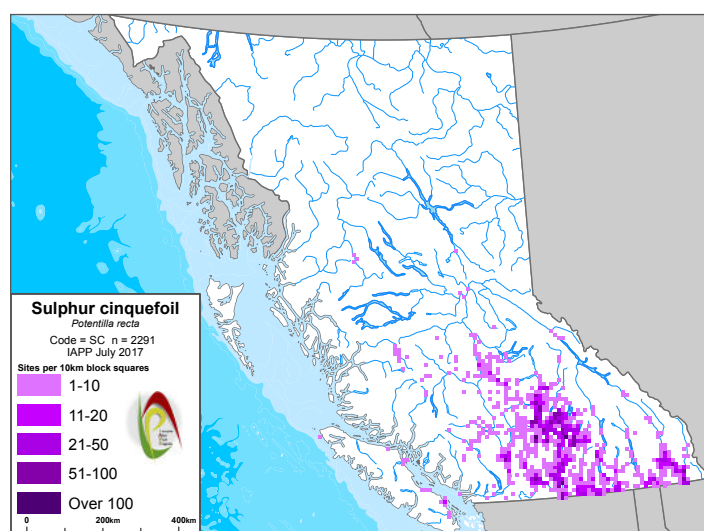 Sulphur cinquefoil
Potentilla recta
Code = SC n = 2291
IAPP July 2017
Sites per 10km block squares
1-10
11-20
21-50
51-100
Over 100
0 200km 400km